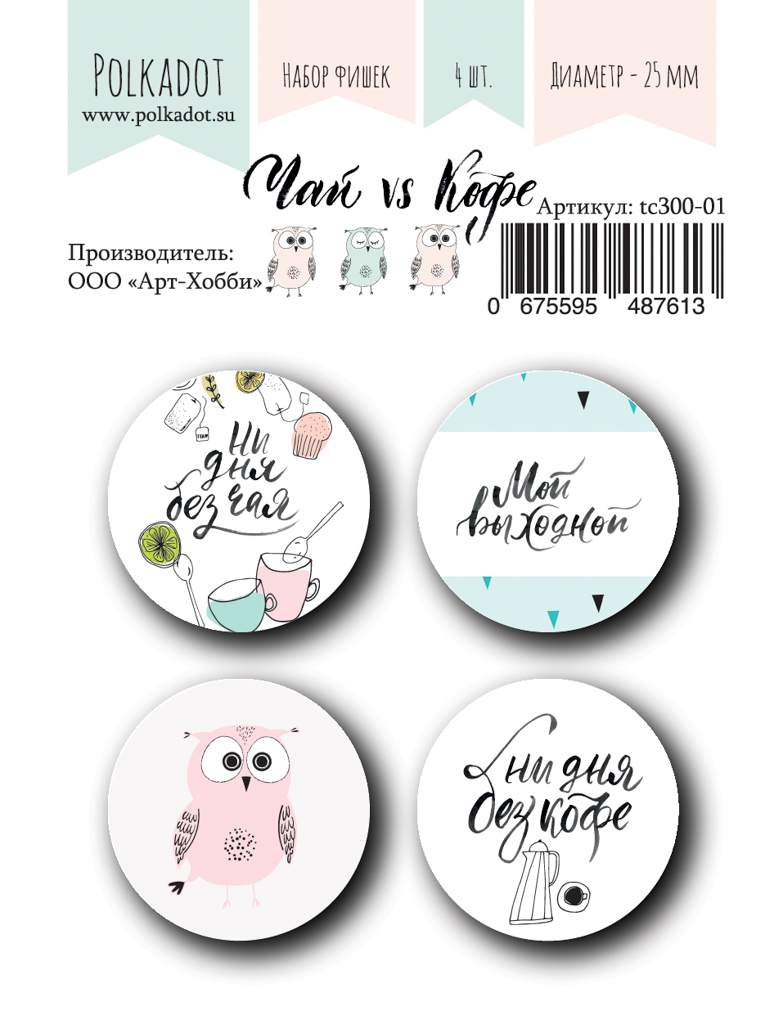 POLKADOT
www.polkadot.su
НАБОР ФИШЕК
4 ШТ.
ДИАМЕТР - 25 ММ
Чай vs Кофе
Артикул: tc300-01
Производитель:
ООО «Арт-Хобби»
0 675595 487613
Ни
дня
без чая
TEA
Мой
выходной
ни дня
без кофе